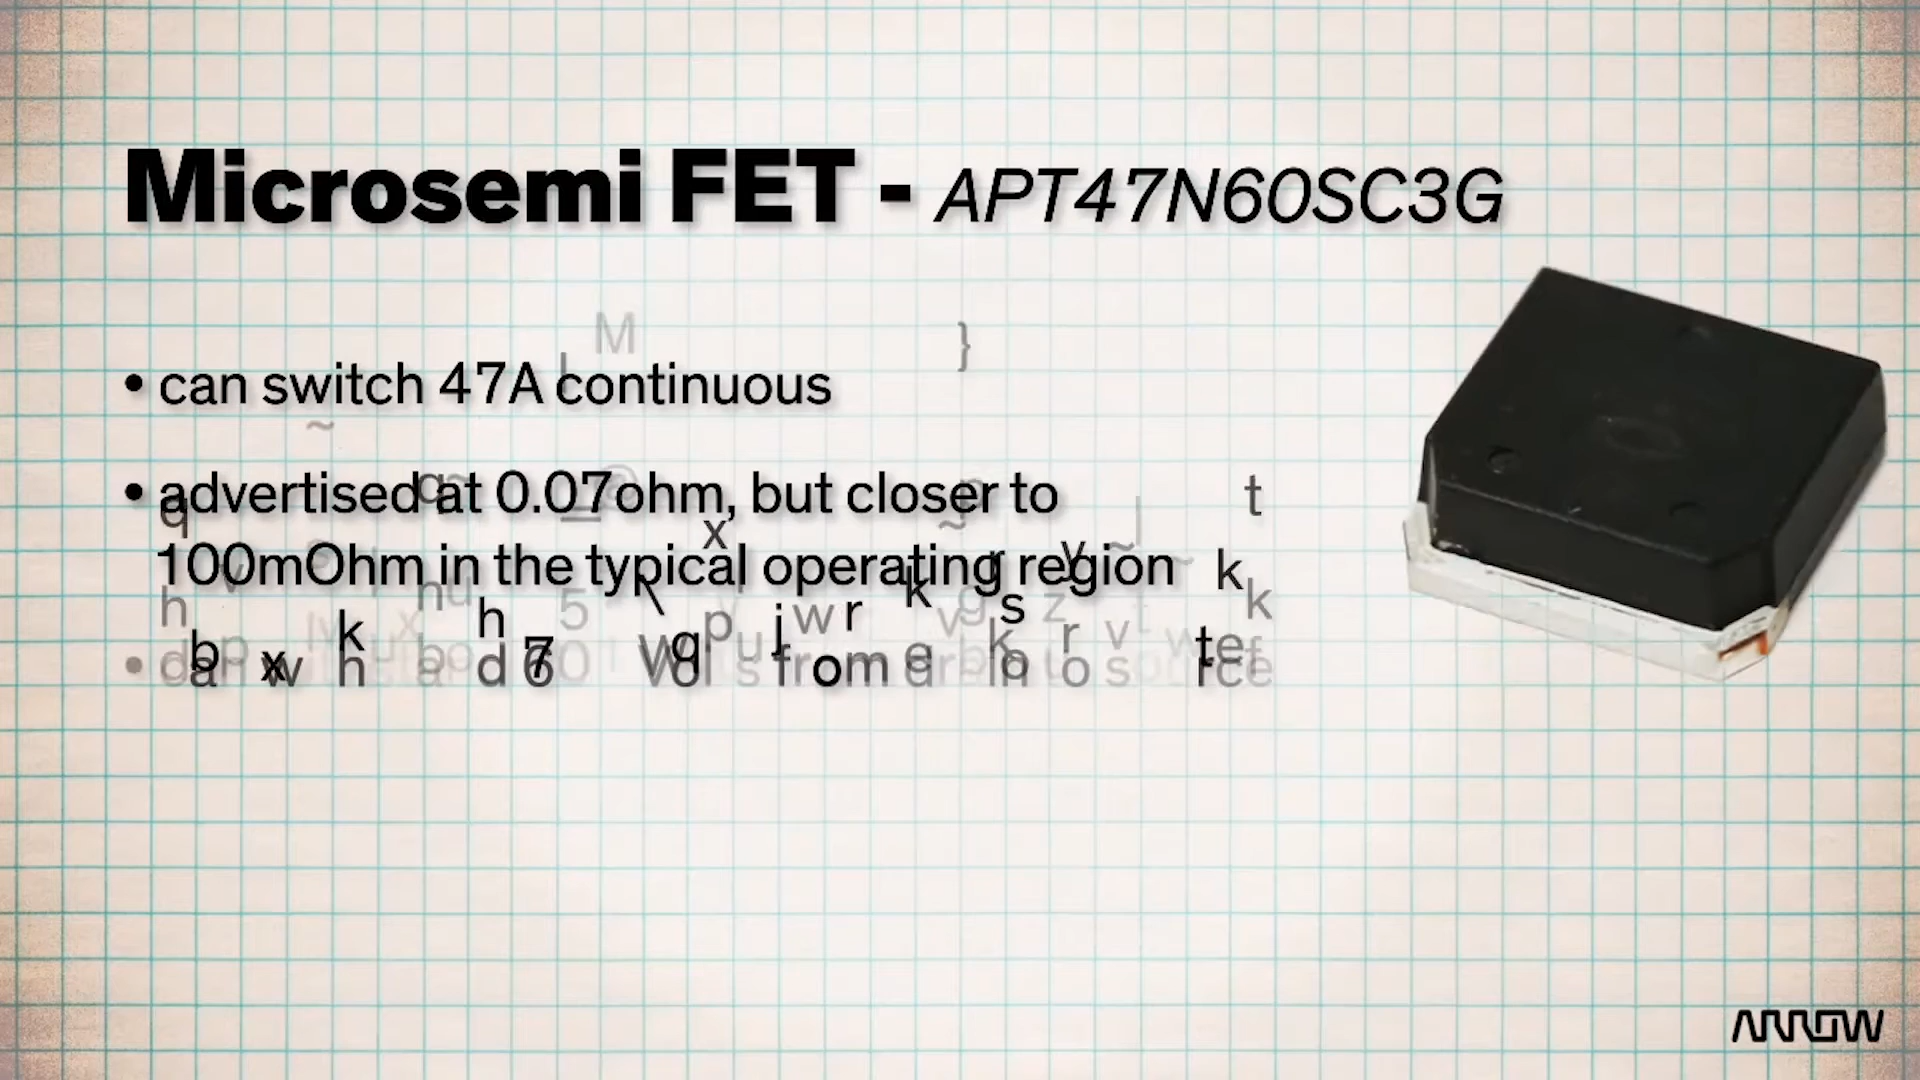 Microsemi FET - APT47N60SC3G
• can switch 47A continuous
• advertised at 0.07ohm, but closer to
100mOhm in the typical operating region
from
ARROW